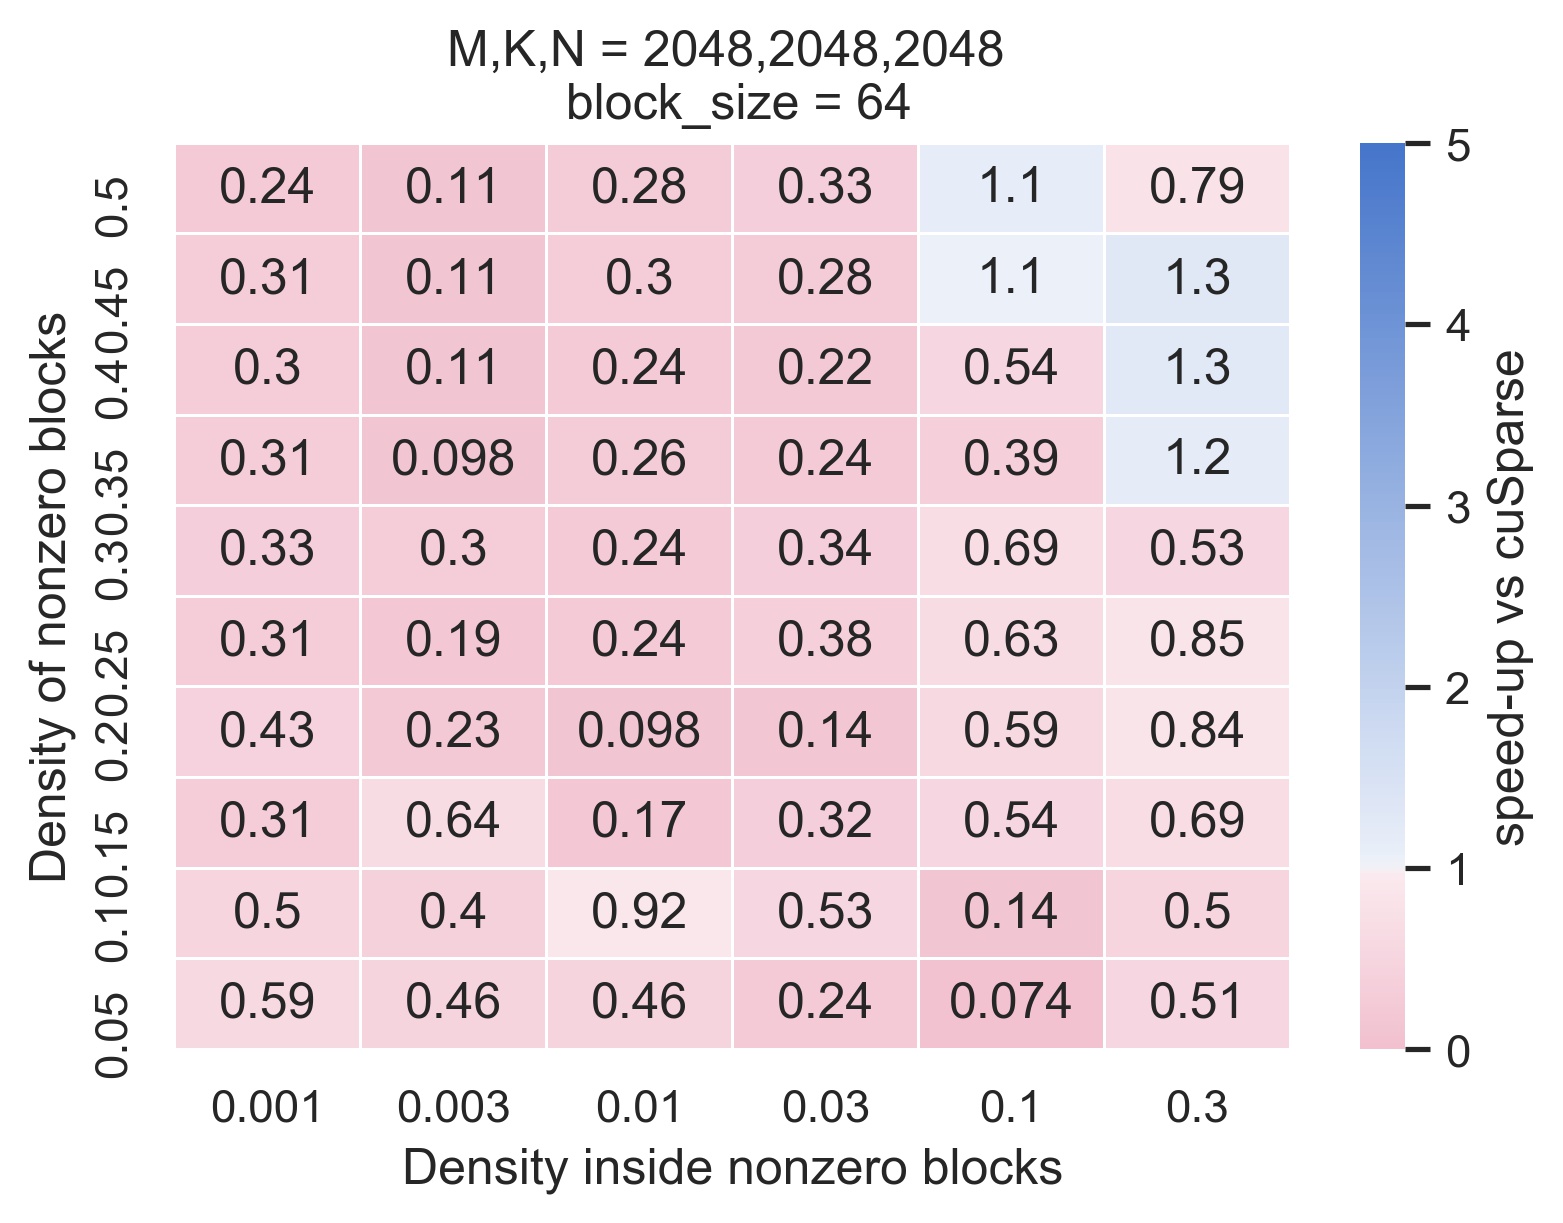 M,K,N = 2048,2048,2048
block_size = 64
Density of nonzero blocks
0.5 0.24 0.11 0.28 0.33 1.1 0.79
0.45 0.31 0.11 0.3 0.28 1.1 1.3
0.4 0.3 0.11 0.24 0.22 0.54 1.3
0.35 0.31 0.098 0.26 0.24 0.39 1.2
0.3 0.33 0.3 0.24 0.34 0.69 0.53
0.25 0.31 0.19 0.24 0.38 0.63 0.85
0.2 0.43 0.23 0.098 0.14 0.59 0.84
0.15 0.31 0.64 0.17 0.32 0.54 0.69
0.1 0.5 0.4 0.92 0.53 0.14 0.5
0.05 0.59 0.46 0.46 0.24 0.074 0.51
0.001 0.003 0.01 0.03 0.1 0.3
Density inside nonzero blocks
5
4
3
2
1
0
speed-up vs cuSparse